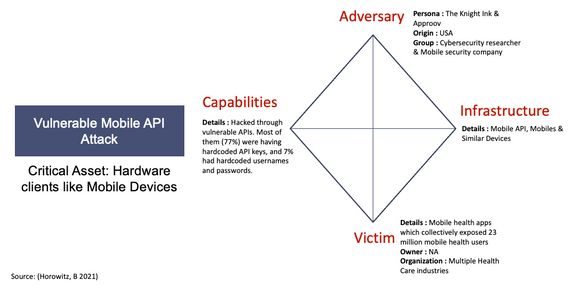 Adversary
Persona : The Knight Ink &
Approov
Origin : USA
Group : Cybersecurity researcher
& Mobile security company
Capabilities
Details : Hacked through
vulnerable APIs. Most of
them (77%) were having
hardcoded API keys, and 7%
had hardcoded usernames
and passwords.
Infrastructure
Details : Mobile API, Mobiles &
Similar Devices
Vulnerable Mobile API
Attack
Critical Asset: Hardware
clients like Mobile Devices
Victim
Details : Mobile health apps
which collectively exposed 23
million mobile health users
Owner : NA
Organization : Multiple Health
Care industries
Source: (Horowitz, B 2021)